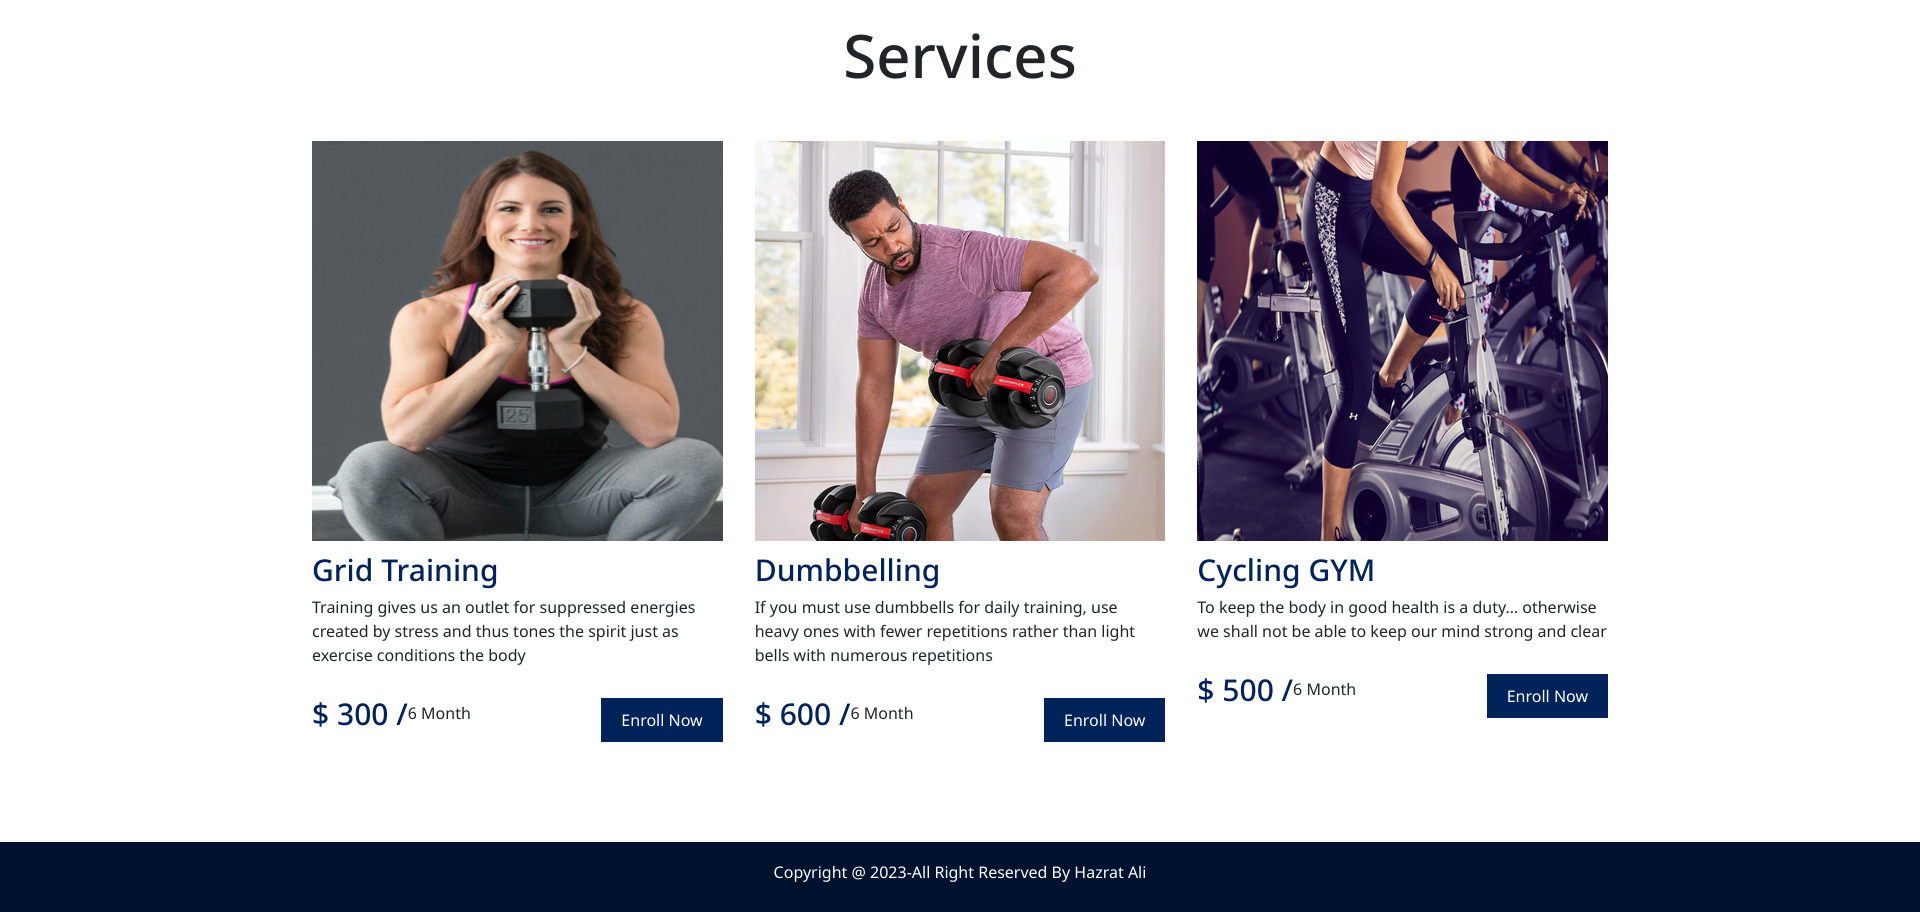 Services
25
Grid Training
Training gives us an outlet for suppressed energies
created by stress and thus tones the spirit just as
exercise conditions the body
$ 300 /6 Month
Enroll Now
Dumbbelling
If you must use dumbbells for daily training, use
heavy ones with fewer repetitions rather than light
bells with numerous repetitions
$ 600 /6 Month
Enroll Now
Cycling GYM
To keep the body in good health is a duty... otherwise
we shall not be able to keep our mind strong and clear
$ 500 /6 Month
Enroll Now
Copyright @ 2023-All Right Reserved By Hazrat Ali